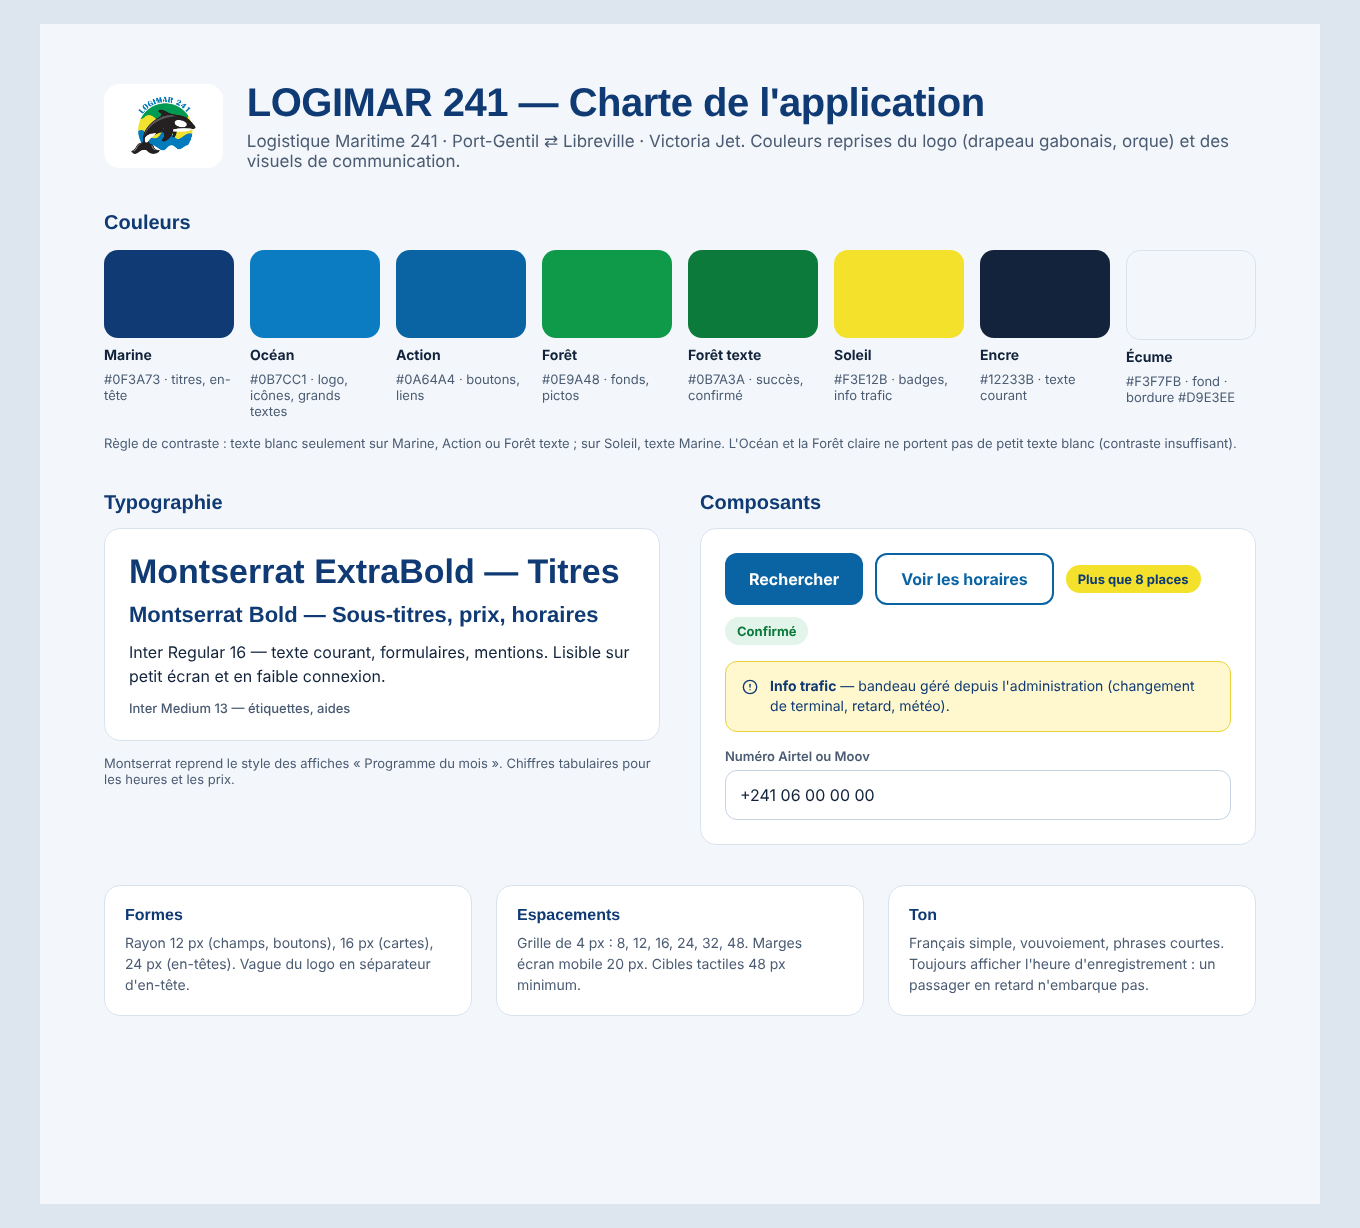 LOGIMAR 241
LOGIMAR 241 — Charte de l'application
Logistique Maritime 241 · Port-Gentil ⇄ Libreville · Victoria Jet. Couleurs reprises du logo (drapeau gabonais, orque) et des
visuels de communication.
Couleurs
Marine
#0F3A73 · titres, en-
tête
Océan
#0B7CC1 · logo,
icônes, grands
textes
Action
#0A64A4 · boutons,
liens
Forêt
#0E9A48 · fonds,
pictos
Forêt texte
#0B7A3A · succès,
confirmé
Soleil
#F3E12B · badges,
info trafic
Encre
#12233B · texte
courant
Écume
#F3F7FB · fond ·
bordure #D9E3EE
Règle de contraste : texte blanc seulement sur Marine, Action ou Forêt texte ; sur Soleil, texte Marine. L'Océan et la Forêt claire ne portent pas de petit texte blanc (contraste insuffisant).
Typographie
Montserrat ExtraBold — Titres
Montserrat Bold — Sous-titres, prix, horaires
Inter Regular 16 — texte courant, formulaires, mentions. Lisible sur
petit écran et en faible connexion.
Inter Medium 13 — étiquettes, aides
Montserrat reprend le style des affiches « Programme du mois ». Chiffres tabulaires pour
les heures et les prix.
Composants
Rechercher
Voir les horaires
Plus que 8 places
Confirmé
Info trafic — bandeau géré depuis l'administration (changement
de terminal, retard, météo).
Numéro Airtel ou Moov
+241 06 00 00 00
Formes
Rayon 12 px (champs, boutons), 16 px (cartes),
24 px (en-têtes). Vague du logo en séparateur
d'en-tête.
Espacements
Grille de 4 px : 8, 12, 16, 24, 32, 48. Marges
écran mobile 20 px. Cibles tactiles 48 px
minimum.
Ton
Français simple, vouvoiement, phrases courtes.
Toujours afficher l'heure d'enregistrement : un
passager en retard n'embarque pas.